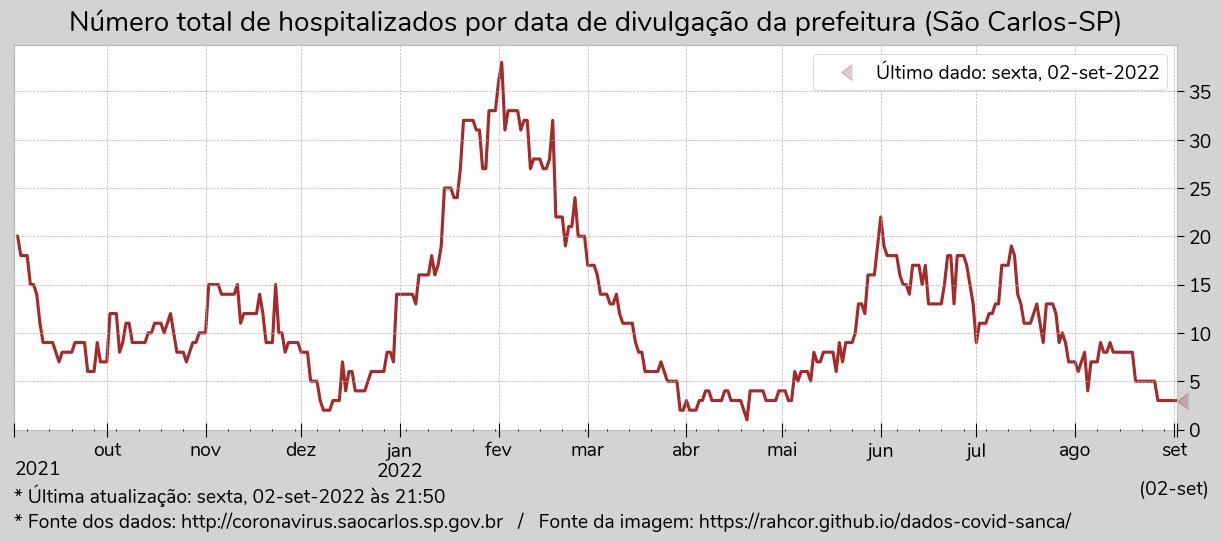 Número total de hospitalizados por data de divulgação da prefeitura (São Carlos-SP)
Último dado: sexta, 02-set-2022
35
30
25
20
15
10
5
0
out nov dez jan fev mar abr mai jun jul ago set
2021 2022
(02-set)
* Última atualização: sexta, 02-set-2022 às 21:50
* Fonte dos dados: http://coronavirus.saocarlos.sp.gov.br / Fonte da imagem: https://rahcor.github.io/dados-covid-sanca/